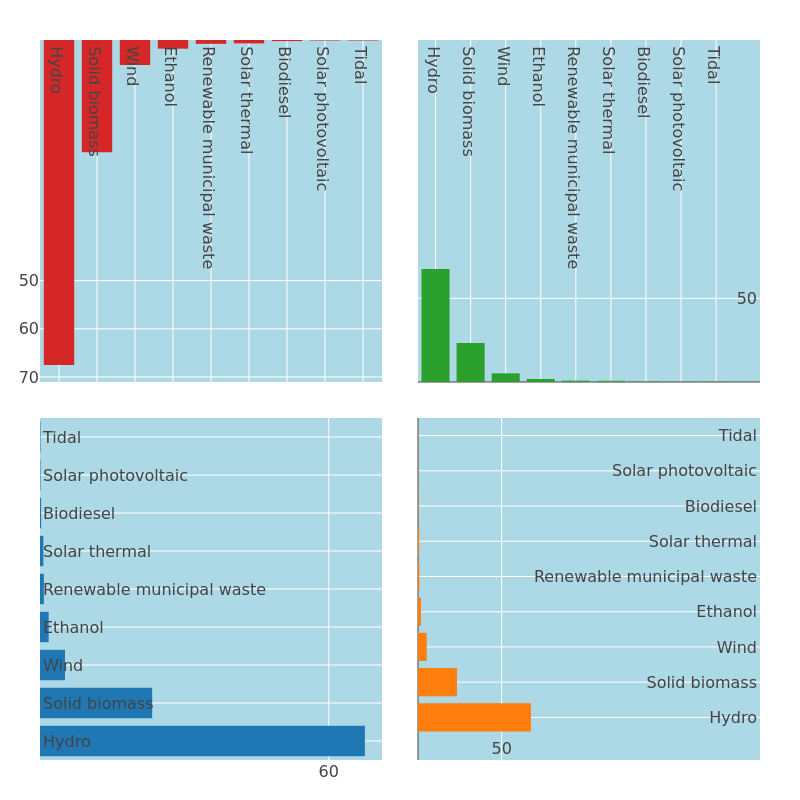 Hydro
Solid biomass
Wind
Ethanol
Renewable municipal waste
Solar thermal
Biodiesel
Solar photovoltaic
Tidal
50
60
70
Hydro
Solid biomass
Wind
Ethanol
Renewable municipal waste
Solar thermal
Biodiesel
Solar photovoltaic
Tidal
50
Tidal
Solar photovoltaic
Biodiesel
Solar thermal
Renewable municipal waste
Ethanol
Wind
Solid biomass
Hydro
60
Tidal
Solar photovoltaic
Biodiesel
Solar thermal
Renewable municipal waste
Ethanol
Wind
Solid biomass
Hydro
50